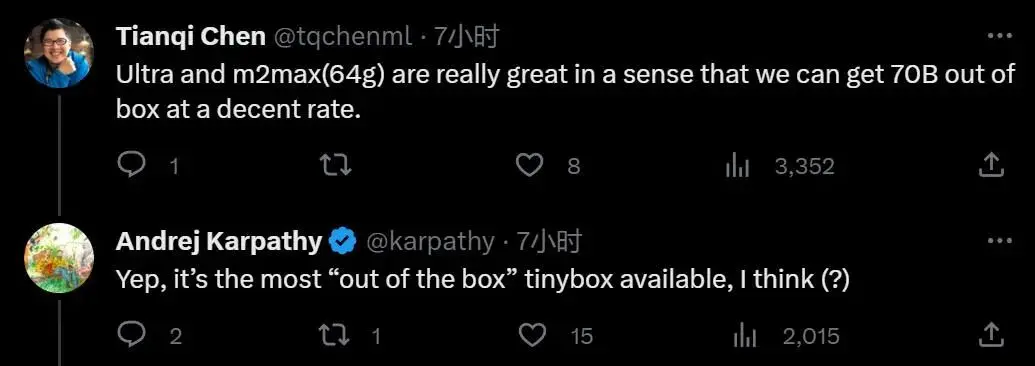 Tianqi Chen @tqchenml · 7小时
Ultra and m2max(64g) are really great in a sense that we can get 70B out of
box at a decent rate.
1 8 3,352
Andrej Karpathy @karpathy · 7小时
Yep, it’s the most “out of the box” tinybox available, I think (?)
2 1 15 2,015